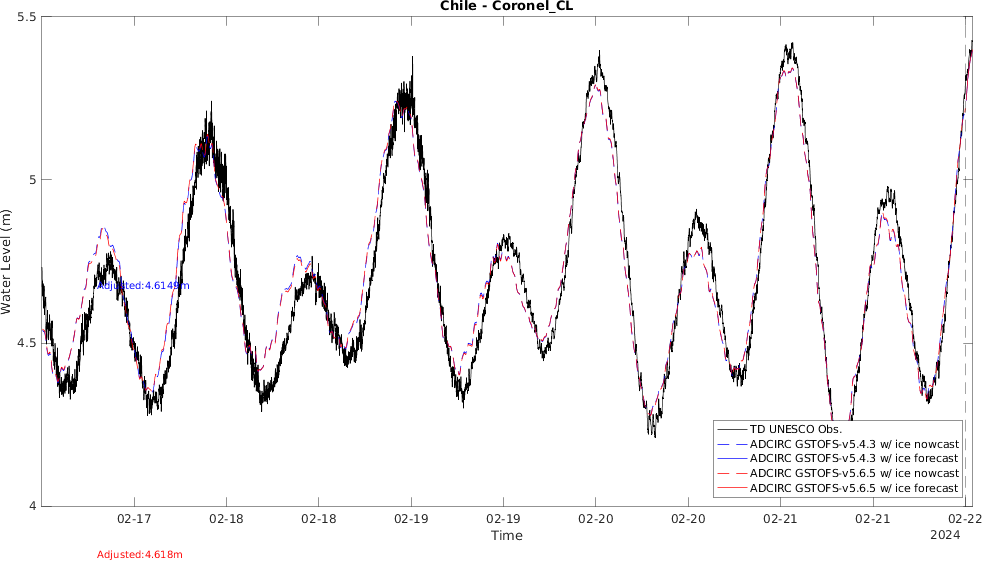 Chile - Coronel_CL
5.5
5
4.5
4
Water Level (m)
Adjusted:4.6149m
TD UNESCO Obs.
ADCIRC GSTOFS-v5.4.3 w/ ice nowcast
ADCIRC GSTOFS-v5.4.3 w/ ice forecast
ADCIRC GSTOFS-v5.6.5 w/ ice nowcast
ADCIRC GSTOFS-v5.6.5 w/ ice forecast
02-17 02-18 02-18 02-19 02-19 02-20 02-20 02-21 02-21 02-22
Time
2024
Adjusted:4.618m